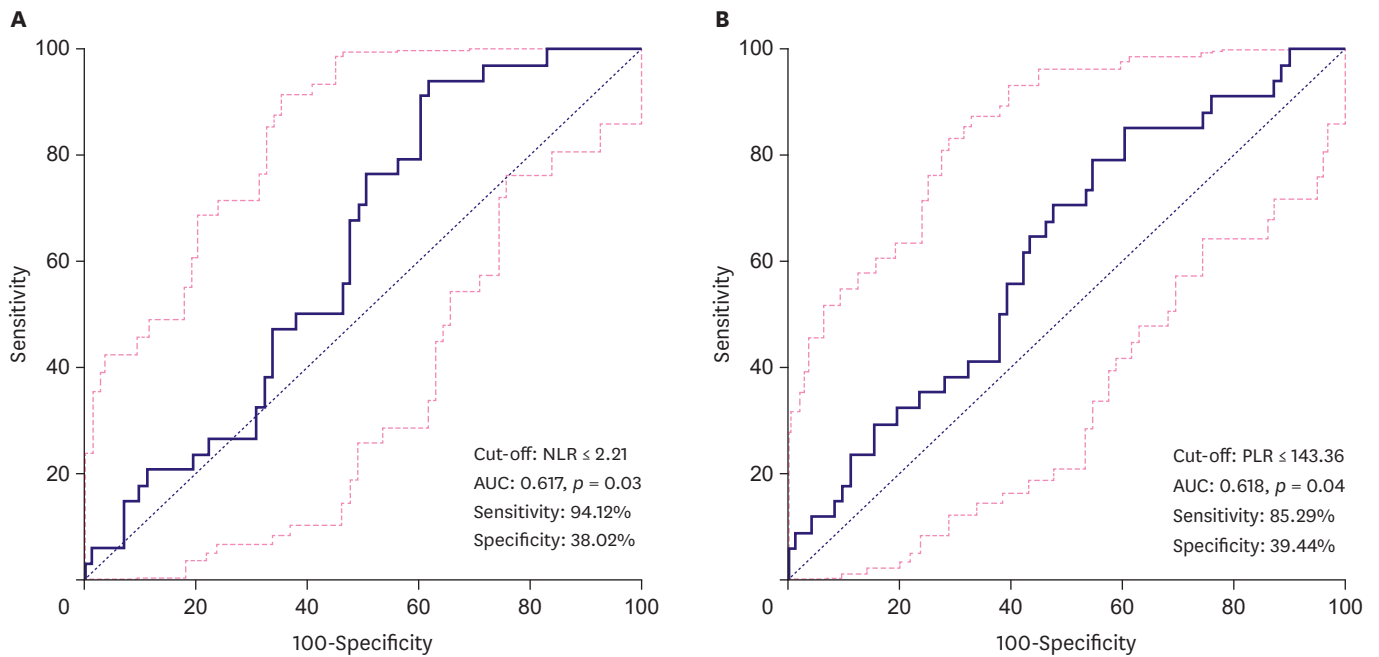 A
100
80
60
40
20
0
20
40
60
80
100
Sensitivity
100-Specificity
Cut-off: NLR ≤ 2.21
AUC: 0.617, p = 0.03
Sensitivity: 94.12%
Specificity: 38.02%
B
100
80
60
40
20
0
20
40
60
80
100
Sensitivity
100-Specificity
Cut-off: PLR ≤ 143.36
AUC: 0.618, p = 0.04
Sensitivity: 85.29%
Specificity: 39.44%